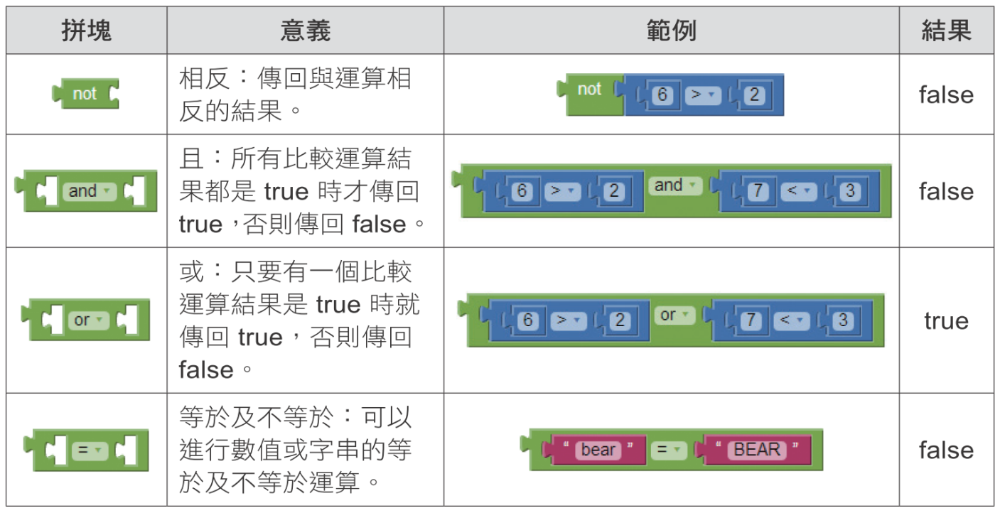 拼塊 意義 範例 結果
not
相反：傳回與運算相
反的結果。
not 6 > 2
false
and
且：所有比較運算結
果都是 true 時才傳回
true，否則傳回 false。
6 > 2 and 7 < 3
false
or
或：只要有一個比較
運算結果是 true 時就
傳回 true，否則傳回
false。
6 > 2 or 7 < 3
true
=
等於及不等於：可以
進行數值或字串的等
於及不等於運算。
“ bear ” = “ BEAR ”
false